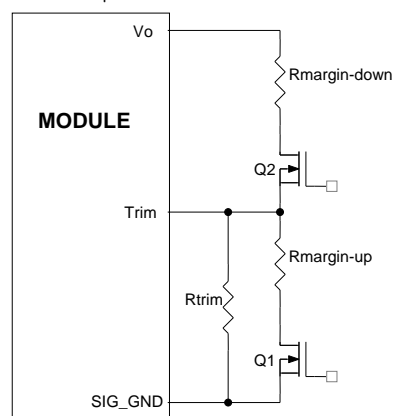 Vo
Rmargin-down
MODULE
Q2
Trim
Rmargin-up
Rtrim
Q1
SIG_GND